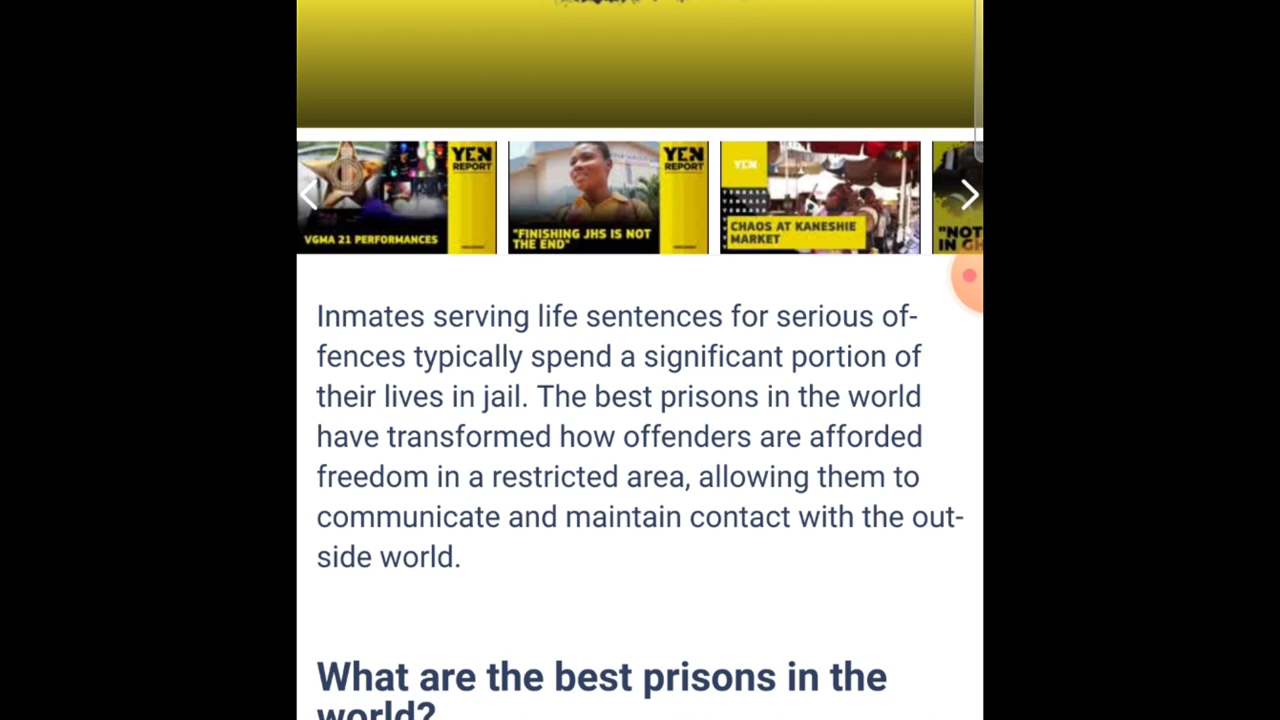 YEN
REPORT
VGMA 21 PERFORMANCES
YEN
REPORT
"FINISHING JHS IS NOT
THE END"
YEN
CHAOS AT KANESHIE
MARKET
"NOT
IN GH
Inmates serving life sentences for serious of-
fences typically spend a significant portion of
their lives in jail. The best prisons in the world
have transformed how offenders are afforded
freedom in a restricted area, allowing them to
communicate and maintain contact with the out-
side world.
What are the best prisons in the
world?